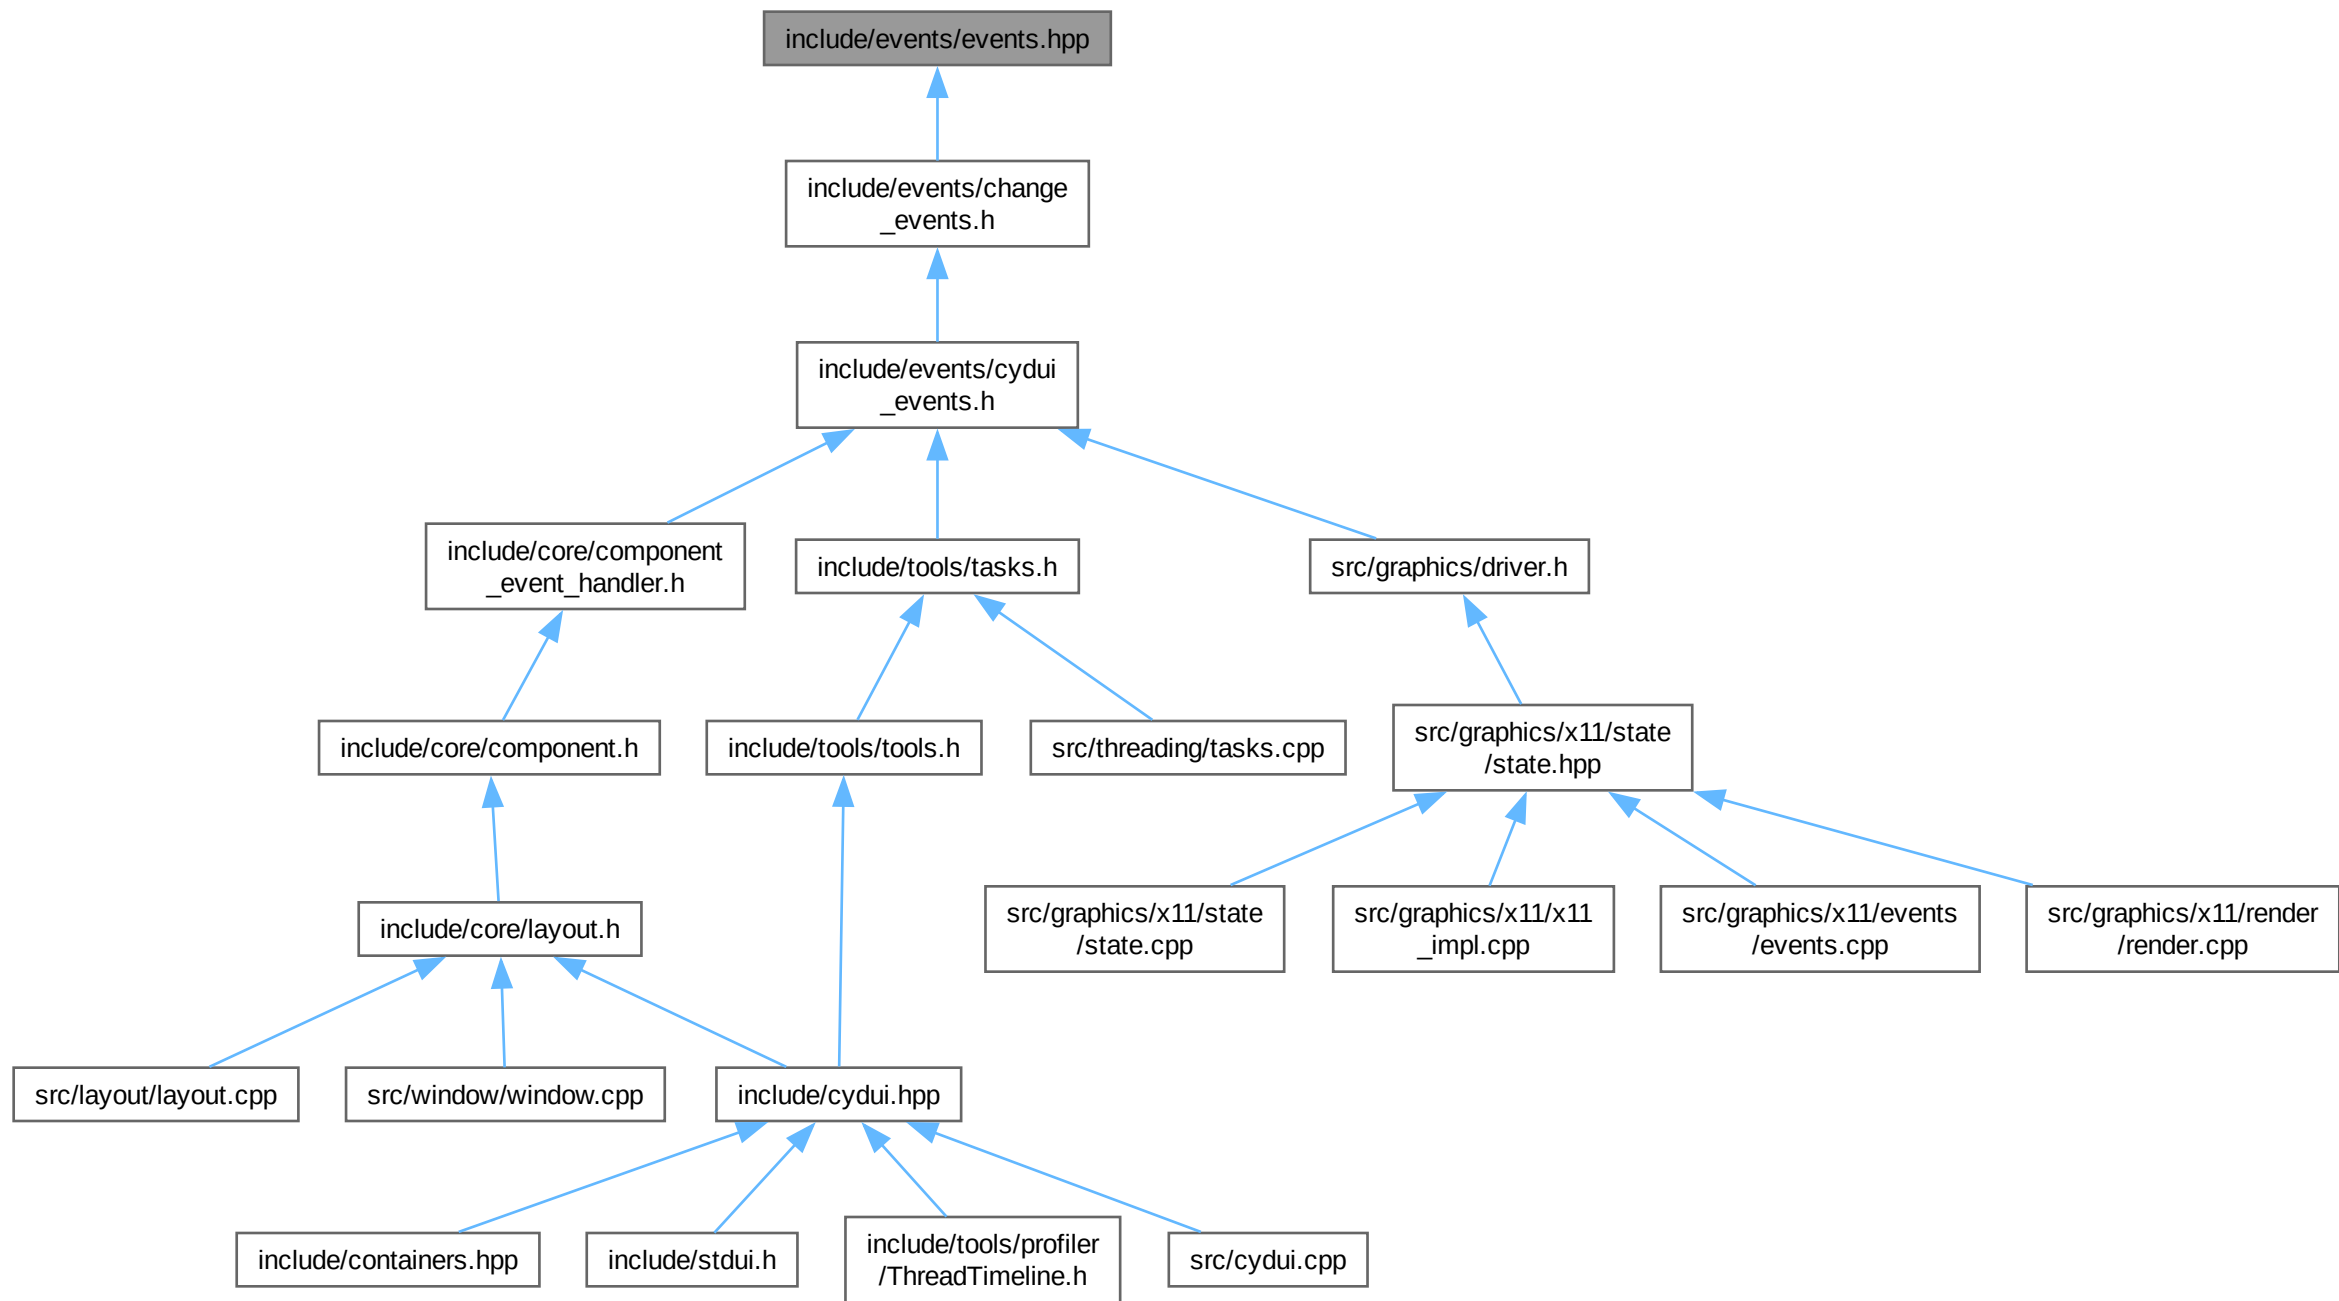 include/events/events.hpp
include/events/change
_events.h
include/events/cydui
_events.h
include/core/component
_event_handler.h
include/tools/tasks.h
src/graphics/driver.h
include/core/component.h
include/tools/tools.h
src/threading/tasks.cpp
src/graphics/x11/state
/state.hpp
include/core/layout.h
src/graphics/x11/state
/state.cpp
src/graphics/x11/x11
_impl.cpp
src/graphics/x11/events
/events.cpp
src/graphics/x11/render
/render.cpp
src/layout/layout.cpp
src/window/window.cpp
include/cydui.hpp
include/containers.hpp
include/stdui.h
include/tools/profiler
/ThreadTimeline.h
src/cydui.cpp